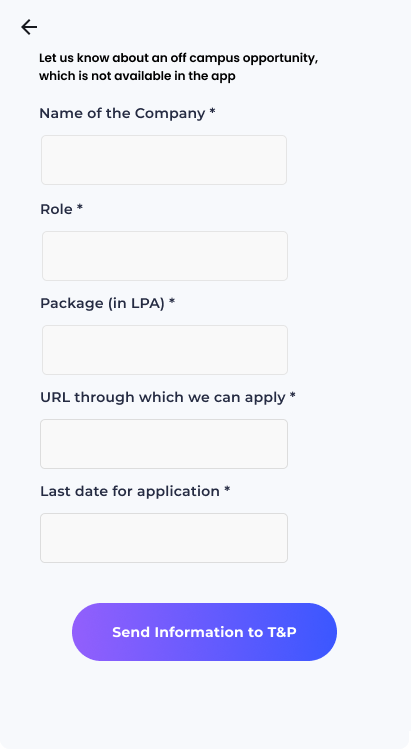 Let us know about an off campus opportunity,
which is not available in the app
Name of the Company *
Role *
Package (in LPA) *
URL through which we can apply *
Last date for application *
Send Information to T&P